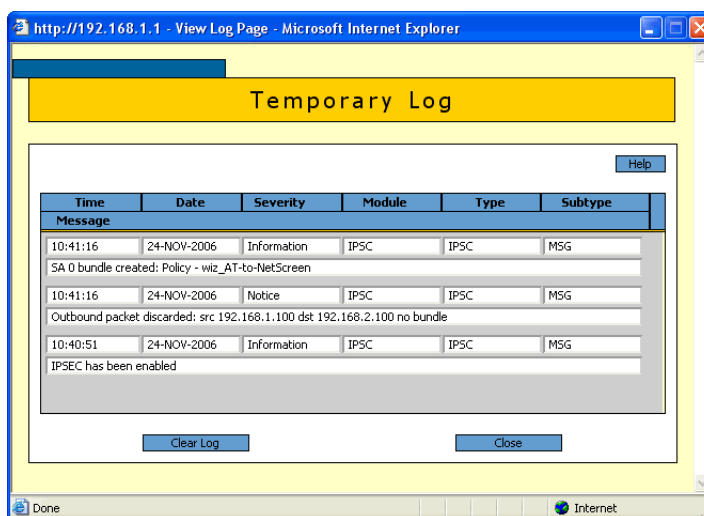 http://192.168.1.1 - View Log Page - Microsoft Internet Explorer
Temporary Log
Help
Time Date Severity Module Type Subtype
Message
10:41:16 24-NOV-2006 Information IPSC IPSC MSG
SA 0 bundle created: Policy - wiz_AT-to-NetScreen
10:41:16 24-NOV-2006 Notice IPSC IPSC MSG
Outbound packet discarded: src 192.168.1.100 dst 192.168.2.100 no bundle
10:40:51 24-NOV-2006 Information IPSC IPSC MSG
IPSEC has been enabled
Clear Log Close
Done Internet